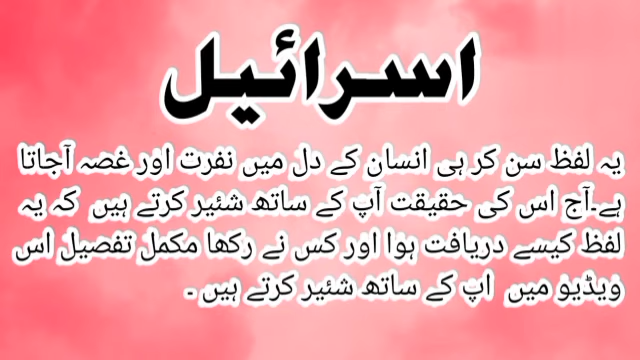 اسرائیل
یہ لفظ سن کر ہی انسان کے دل میں نفرت اور غصہ آجاتا
ہے۔آج اس کی حقیقت آپ کے ساتھ شئیر کرتے ہیں کہ یہ
لفظ کیسے دریافت ہوا اور کس نے رکھا مکمل تفصیل اس
ویڈیو میں اپ کے ساتھ شئیر کرتے ہیں ۔